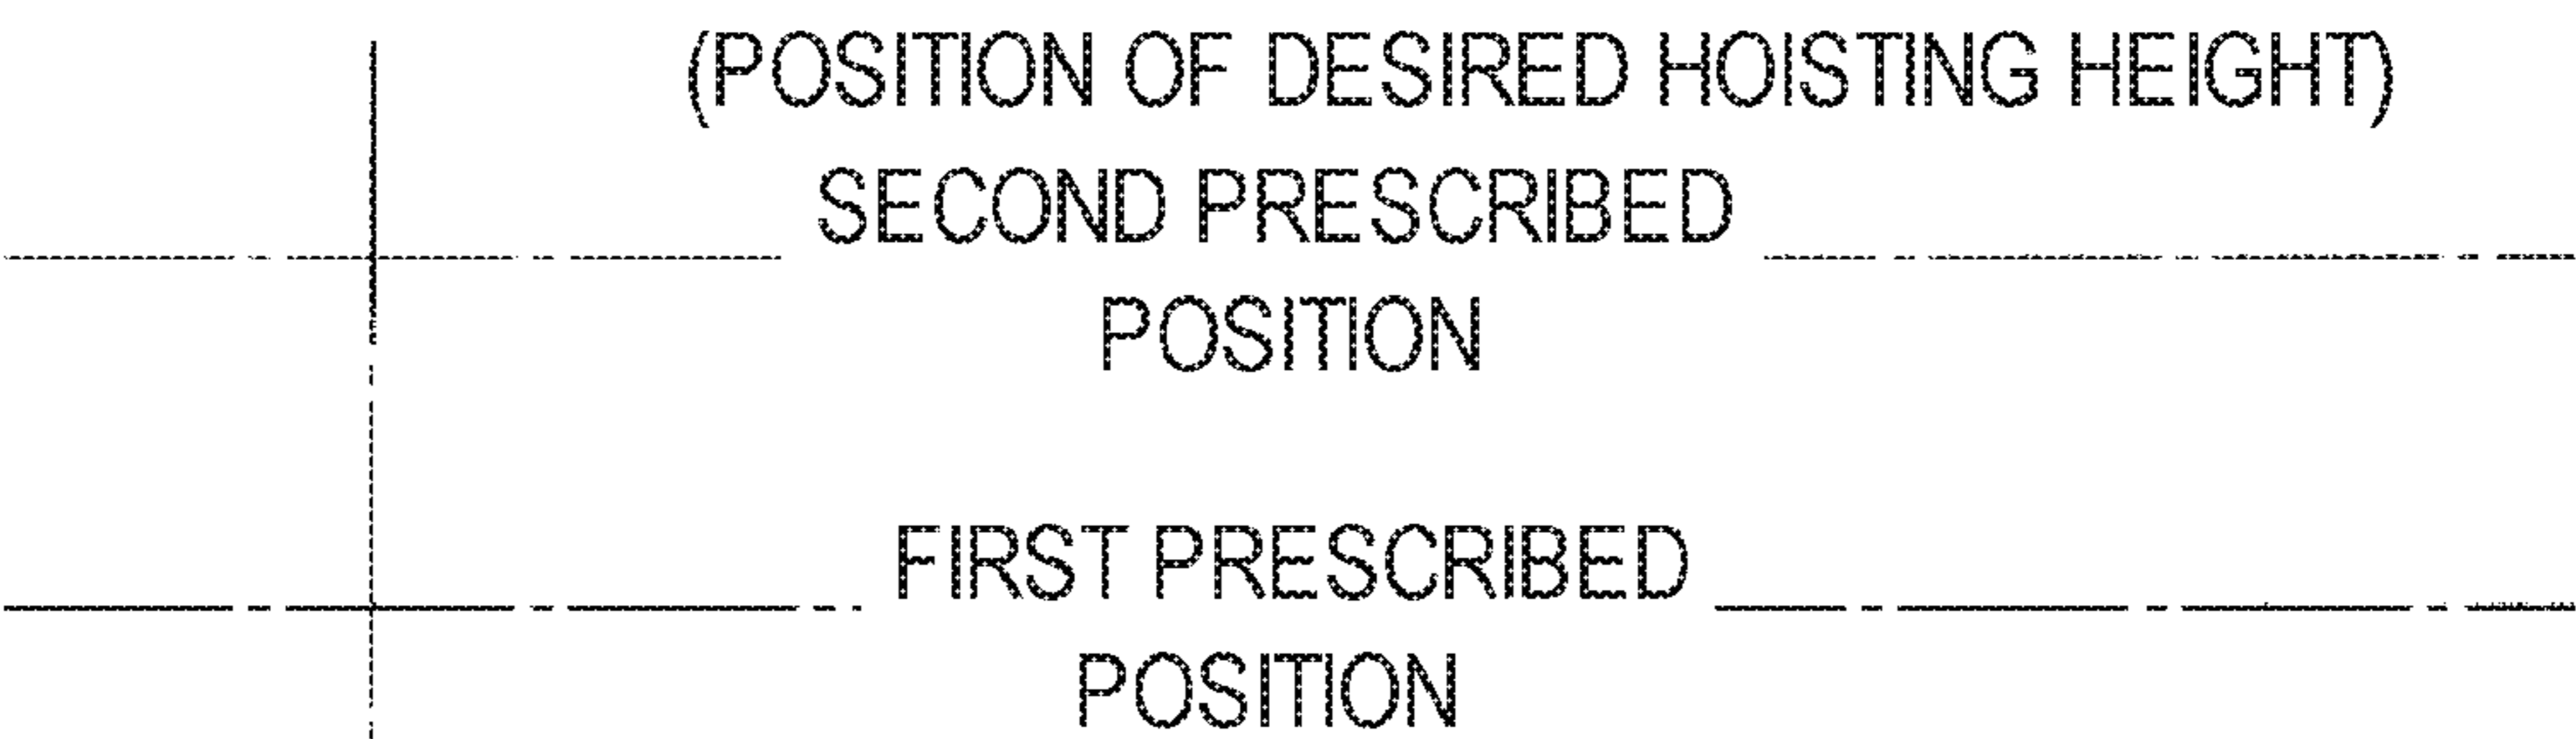 (POSITION OF DESIRED HOISTING HEIGHT)
SECOND PRESCRIBED
POSITION
FIRST PRESCRIBED
POSITION